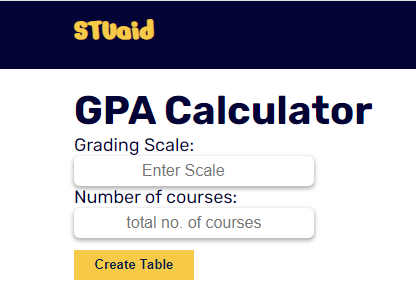 STUaid
GPA Calculator
Grading Scale:
Enter Scale
Number of courses:
total no. of courses
Create Table